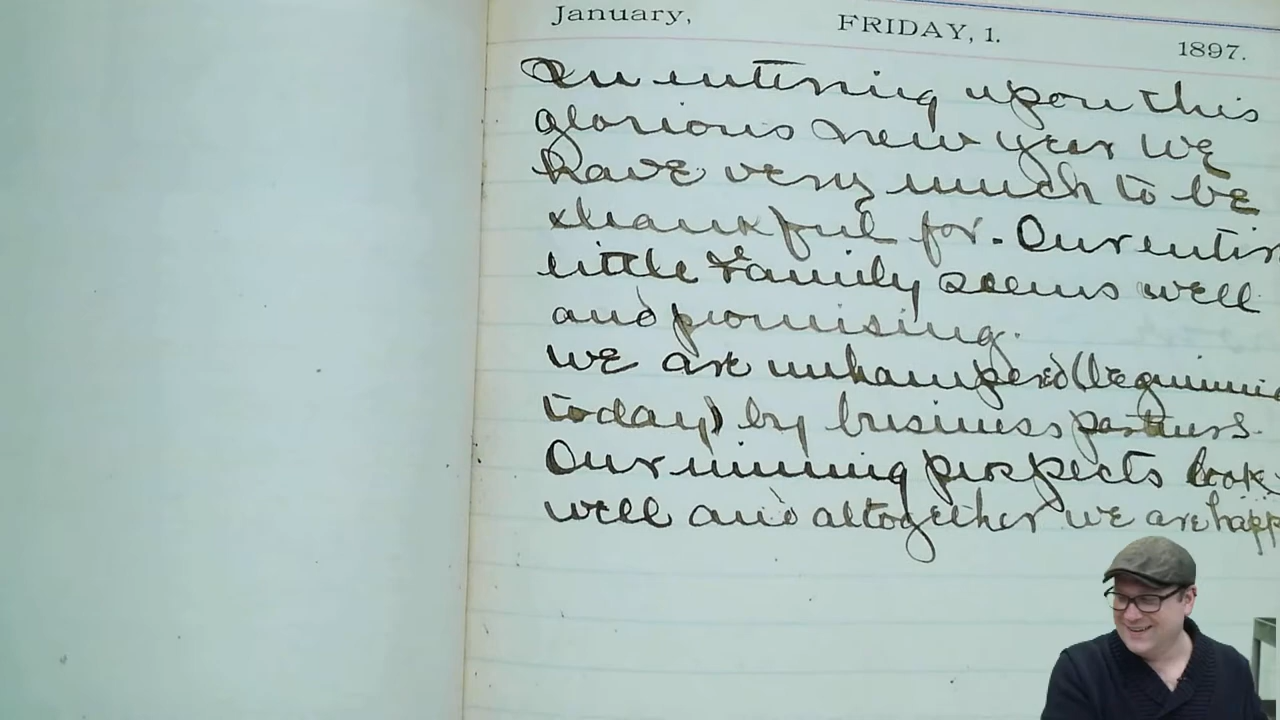 January, FRIDAY, 1. 1897.
On entering upon this
glorious new year we
have very much to be
thankful for. Our entir
little family seems well
and promising.
We are unhampered (beginnin
today) by business partners.
Our mining prospects look
well and altogether we are happ